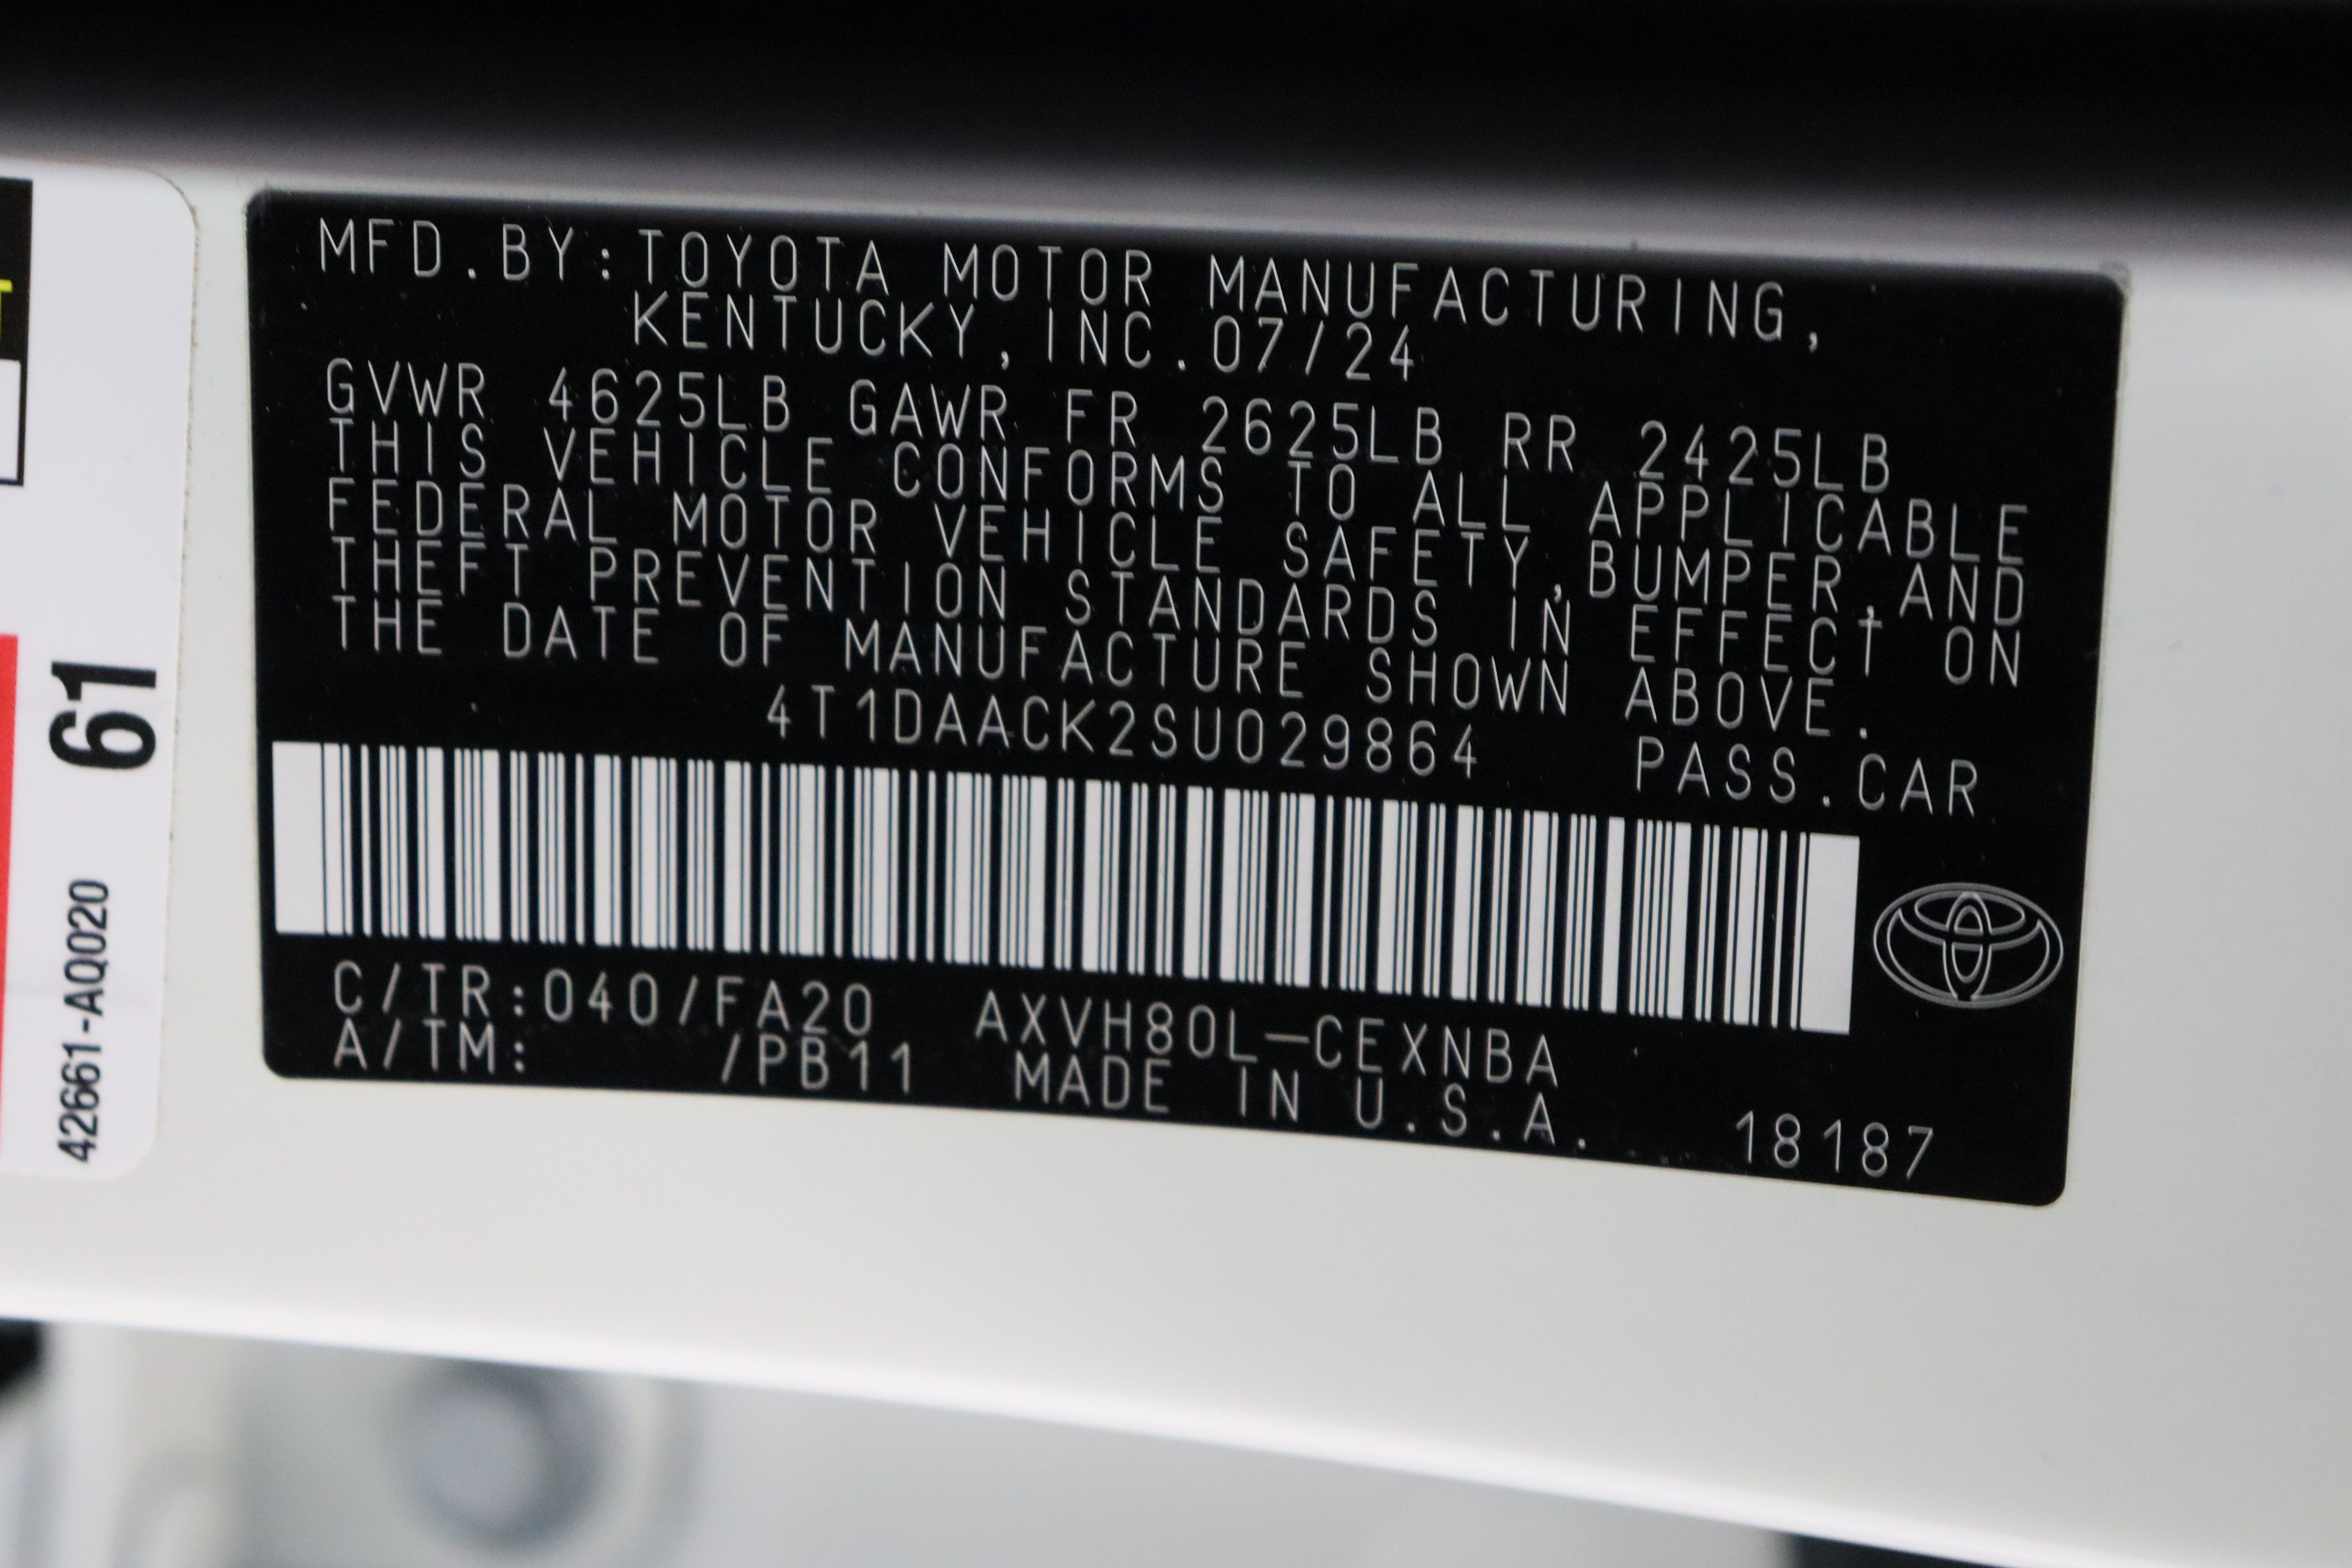 MFD.BY:TOYOTA MOTOR MANUFACTURING,
KENTUCKY,INC.07/24
GVWR 4625LB GAWR FR 2625LB RR 2425LB
THIS VEHICLE CONFORMS TO ALL APPLICABLE
FEDERAL MOTOR VEHICLE SAFETY,BUMPER,AND
THEFT PREVENTION STANDARDS IN EFFECT ON
THE DATE OF MANUFACTURE SHOWN ABOVE.
4T1DAACK2SU029864 PASS.CAR
C/TR:040/FA20 AXVH80L-CEXNBA
A/TM: /PB11 MADE IN U.S.A. 18187
61
42661-AQ020